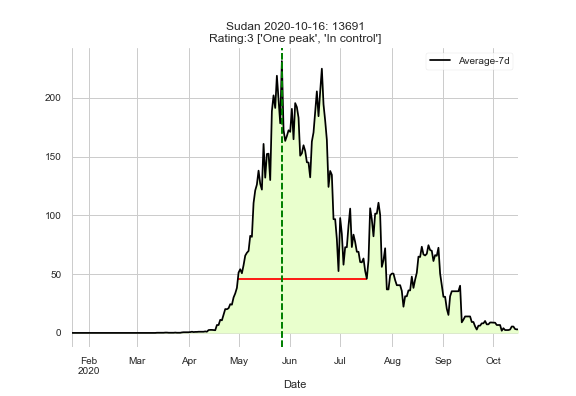 Sudan 2020-10-16: 13691
Rating:3 ['One peak', 'In control']
Average-7d
200
150
100
50
0
Feb Mar Apr May Jun Jul Aug Sep Oct
2020
Date